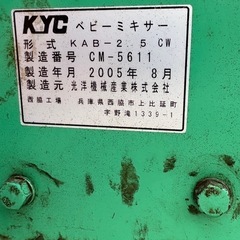 KYC ベビーミキサー
形式 KAB-2.5CW
製造番号 CM-5611
製造年月 2005年 8月
製造元 光洋機械産業株式会社
西脇工場 兵庫県西脇市上比延町
字野滝1339-1